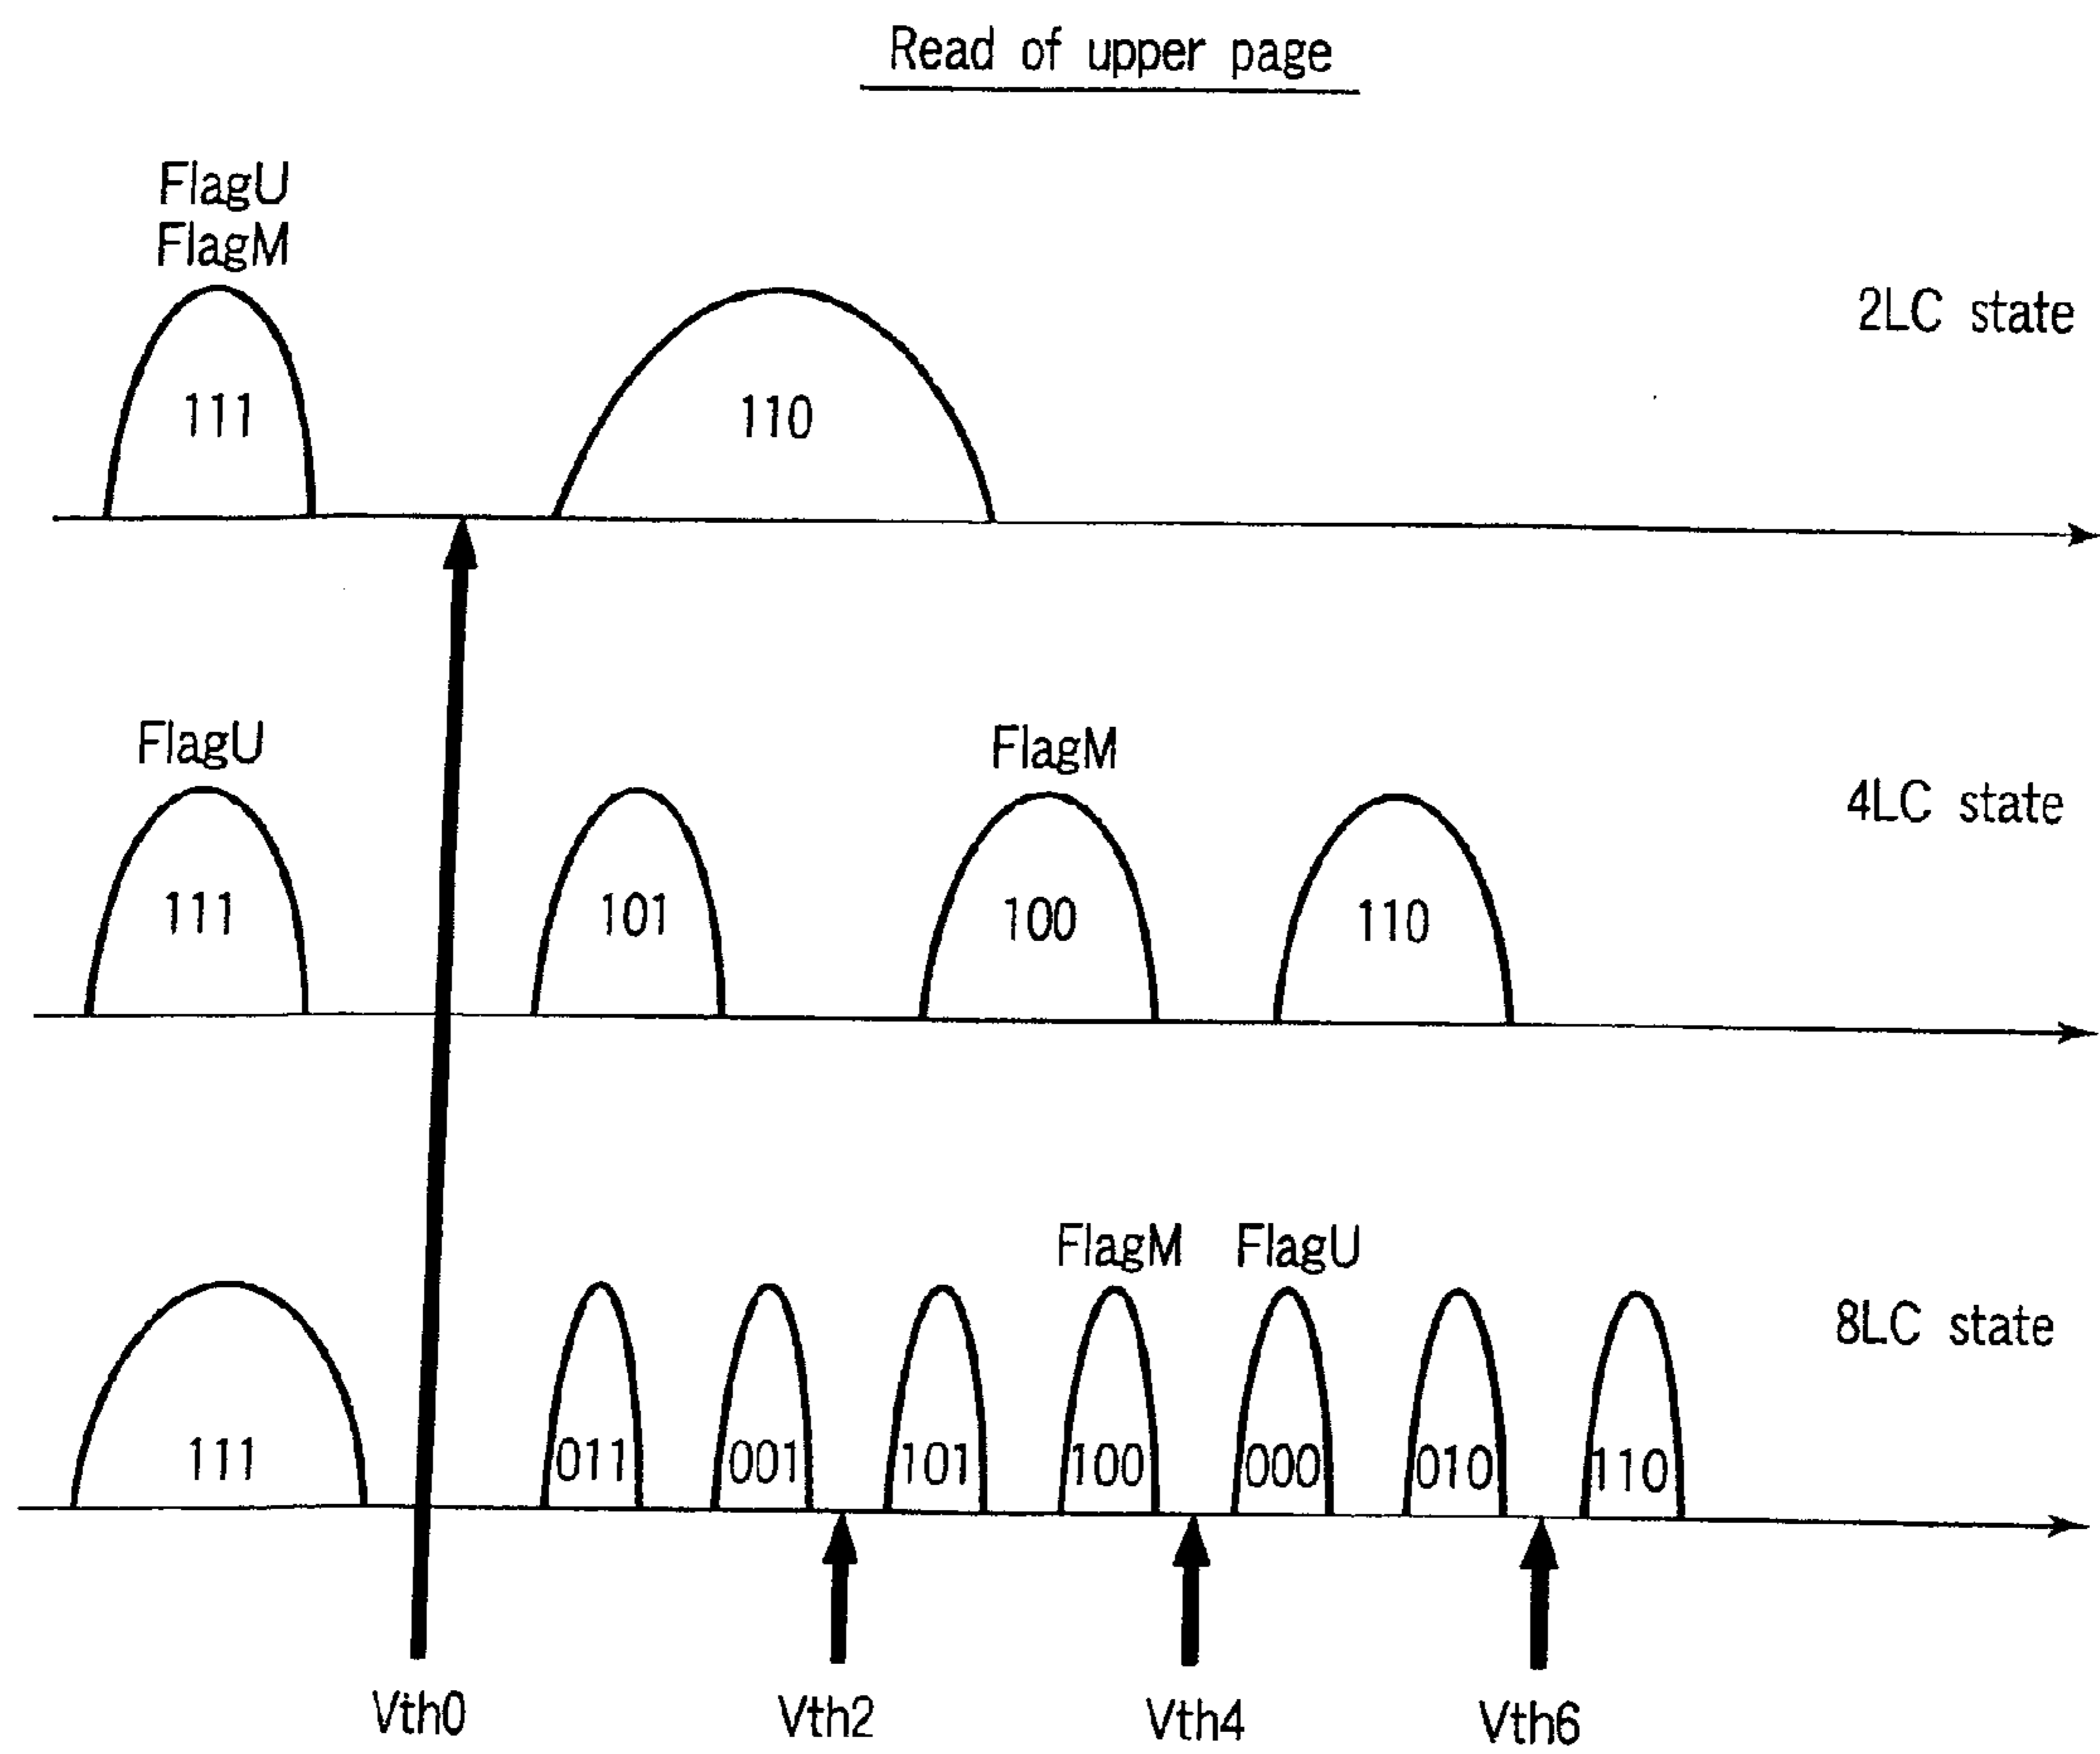 Read of upper page
FlagU
FlagM
2LC state
111 110
FlagU FlagM
4LC state
111 101 100 110
FlagM FlagU
8LC state
111 011 001 101 100 000 010 110
Vth0 Vth2 Vth4 Vth6